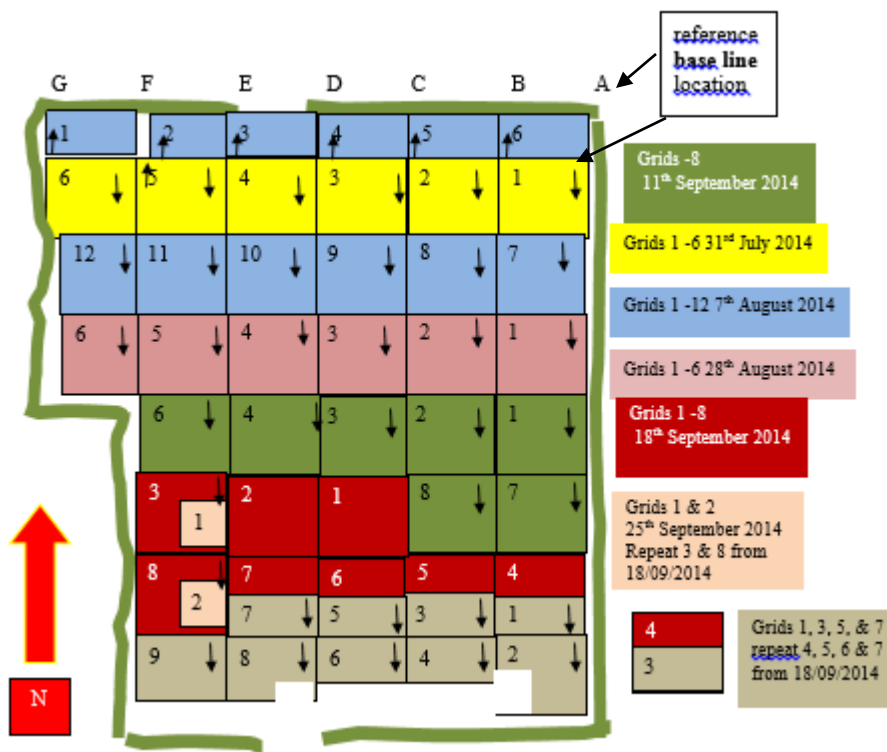 reference
base line
location
G F E D C B A
1 2 3 4 5 6
6 5 4 3 2 1
12 11 10 9 8 7
6 5 4 3 2 1
6 4 3 2 1
3 1 2 1 8 7
8 2 7 6 5 4
7 5 3 1
9 8 6 4 2
N
Grids -8
11th September 2014
Grids 1 -6 31rd July 2014
Grids 1 -12 7th August 2014
Grids 1 -6 28th August 2014
Grids 1 -8
18th September 2014
Grids 1 & 2
25th September 2014
Repeat 3 & 8 from
18/09/2014
4
3
Grids 1, 3, 5, & 7
repeat 4, 5, 6 & 7
from 18/09/2014